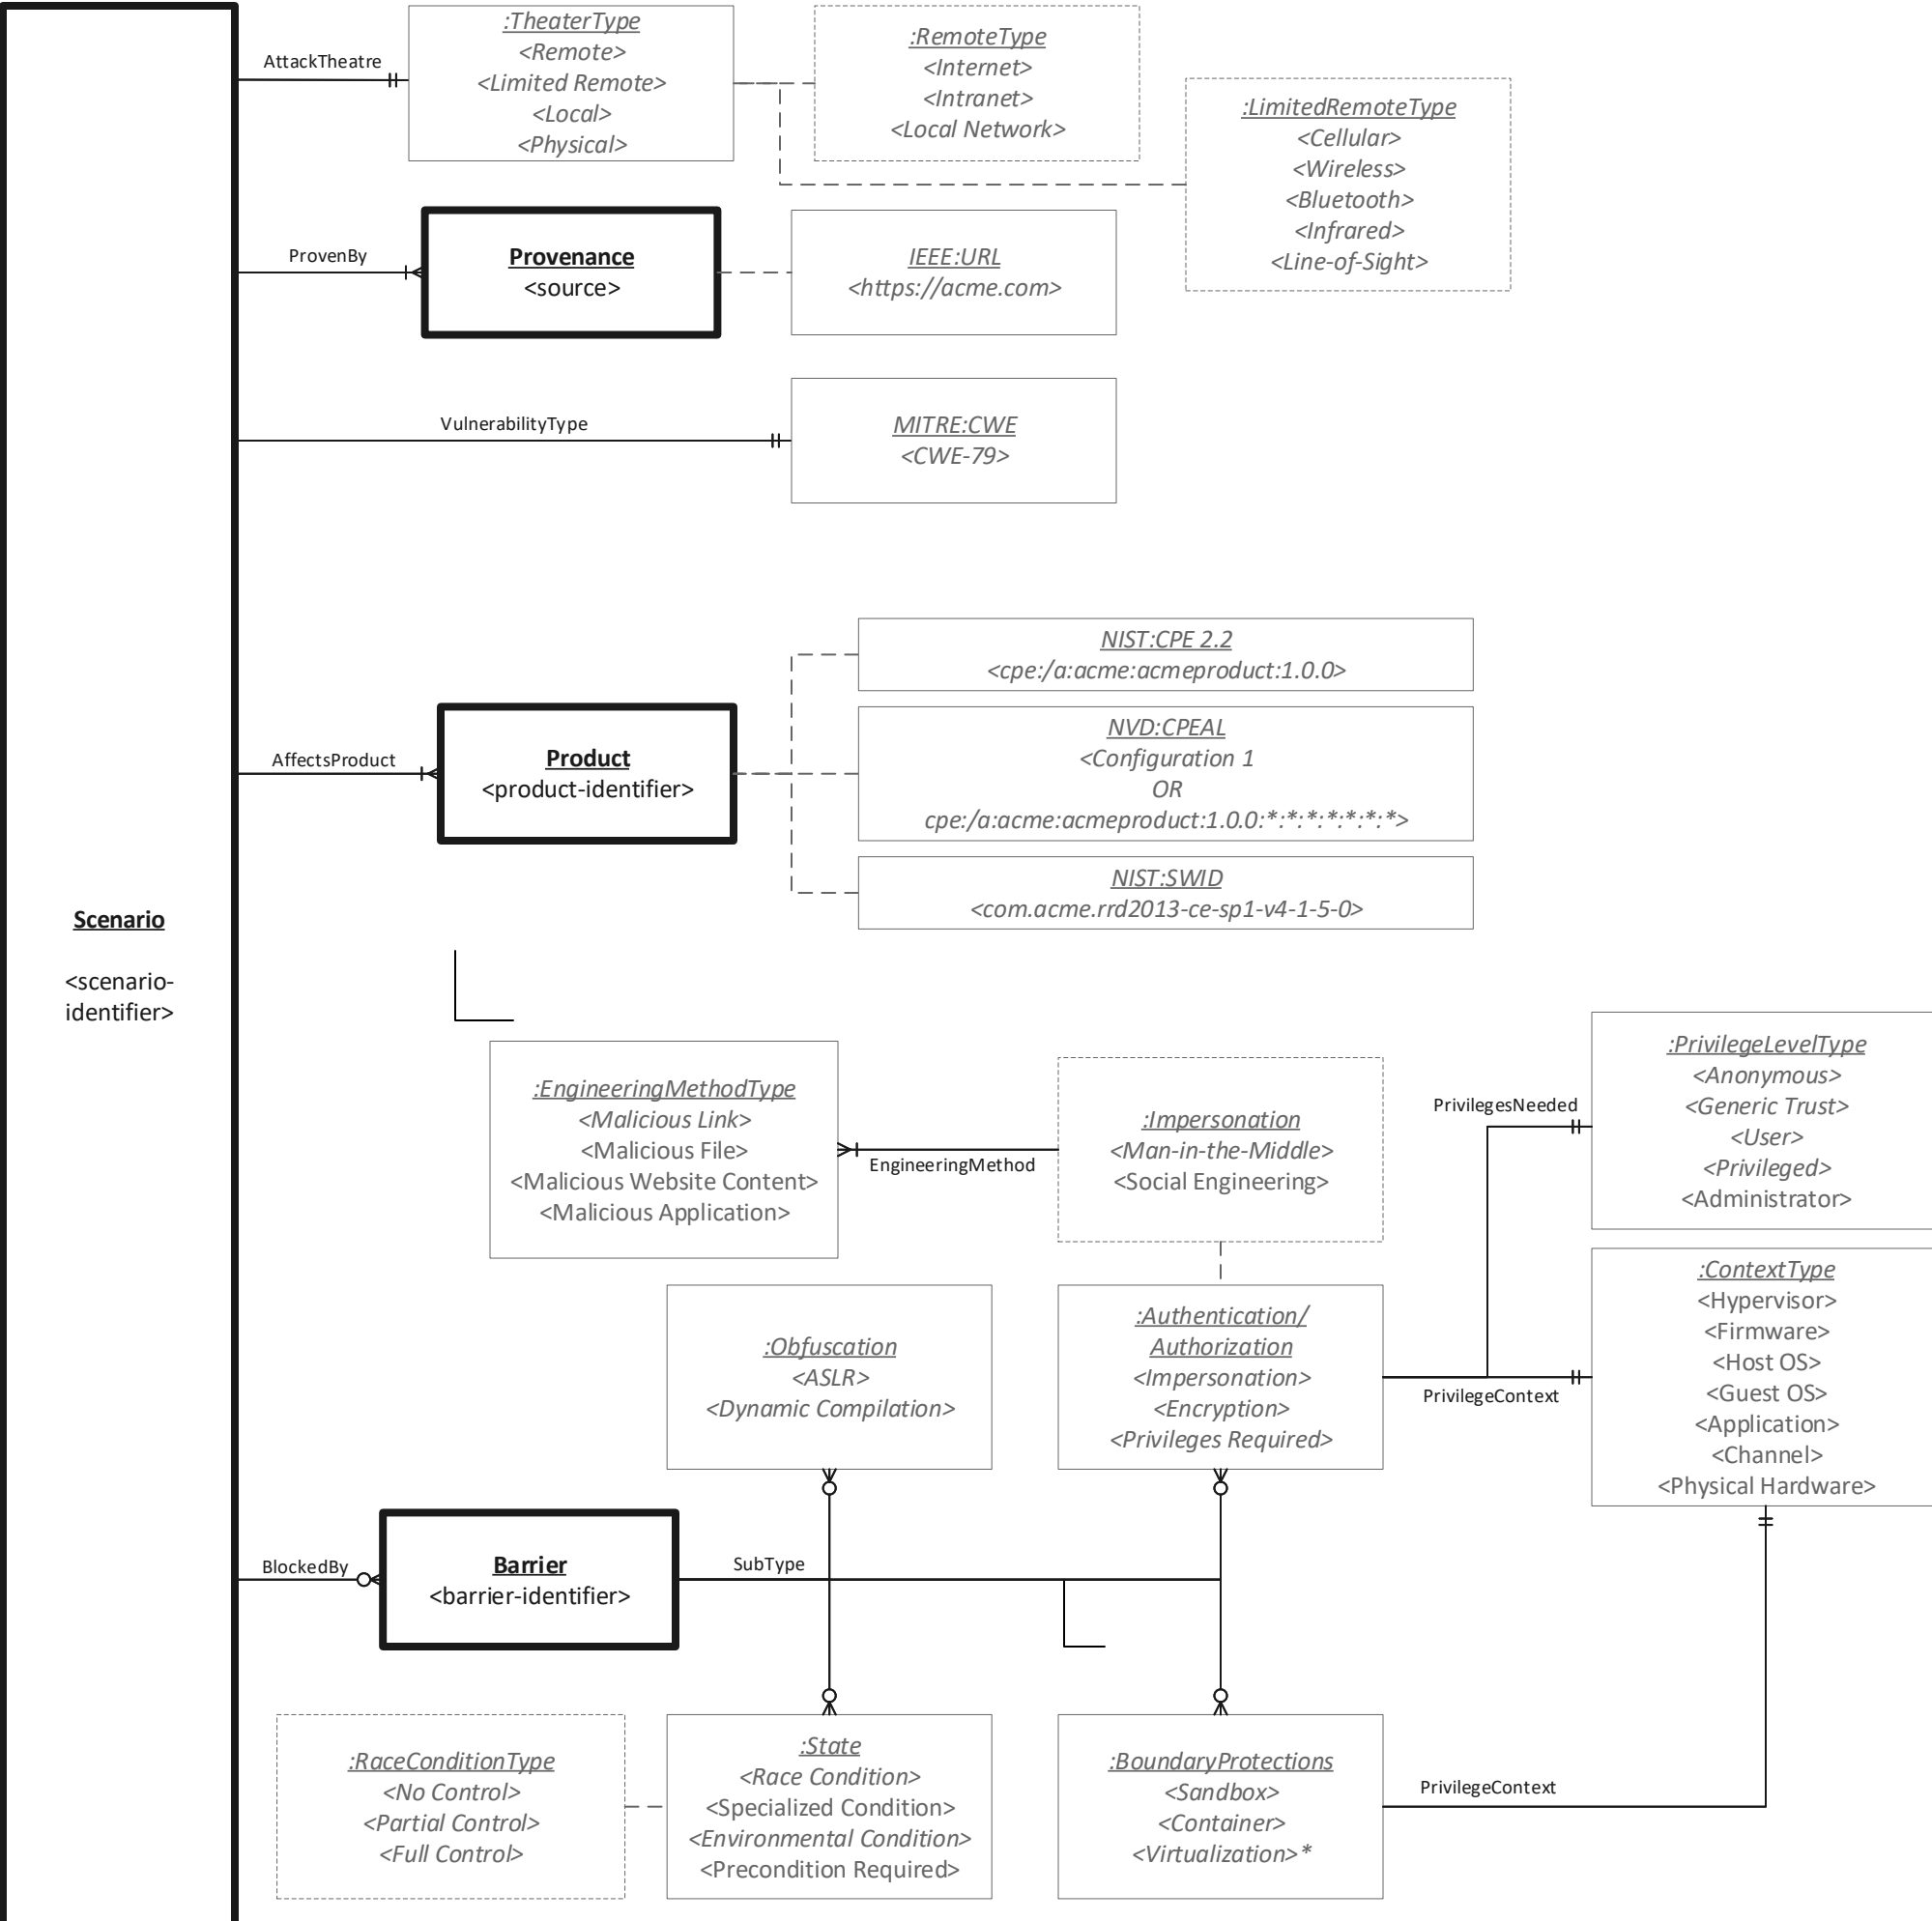 AttackTheatre
:TheaterType
<Remote>
<Limited Remote>
<Local>
<Physical>
:RemoteType
<Internet>
<Intranet>
<Local Network>
:LimitedRemoteType
<Cellular>
<Wireless>
<Bluetooth>
<Infrared>
<Line-of-Sight>
ProvenBy
Provenance
<source>
IEEE:URL
<https://acme.com>
VulnerabilityType
MITRE:CWE
<CWE-79>
NIST:CPE 2.2
<cpe:/a:acme:acmeproduct:1.0.0>
AffectsProduct
Product
<product-identifier>
NVD:CPEAL
<Configuration 1
OR
cpe:/a:acme:acmeproduct:1.0.0:*:*:*:*:*:*:*>
NIST:SWID
<com.acme.rrd2013-ce-sp1-v4-1-5-0>
Scenario
<scenario-
identifier>
:EngineeringMethodType
<Malicious Link>
<Malicious File>
<Malicious Website Content>
<Malicious Application>
EngineeringMethod
:Impersonation
<Man-in-the-Middle>
<Social Engineering>
PrivilegesNeeded
:PrivilegeLevelType
<Anonymous>
<Generic Trust>
<User>
<Privileged>
<Administrator>
:Obfuscation
<ASLR>
<Dynamic Compilation>
:Authentication/
Authorization
<Impersonation>
<Encryption>
<Privileges Required>
PrivilegeContext
:ContextType
<Hypervisor>
<Firmware>
<Host OS>
<Guest OS>
<Application>
<Channel>
<Physical Hardware>
BlockedBy
Barrier
<barrier-identifier>
SubType
:RaceConditionType
<No Control>
<Partial Control>
<Full Control>
:State
<Race Condition>
<Specialized Condition>
<Environmental Condition>
<Precondition Required>
:BoundaryProtections
<Sandbox>
<Container>
<Virtualization>*
PrivilegeContext